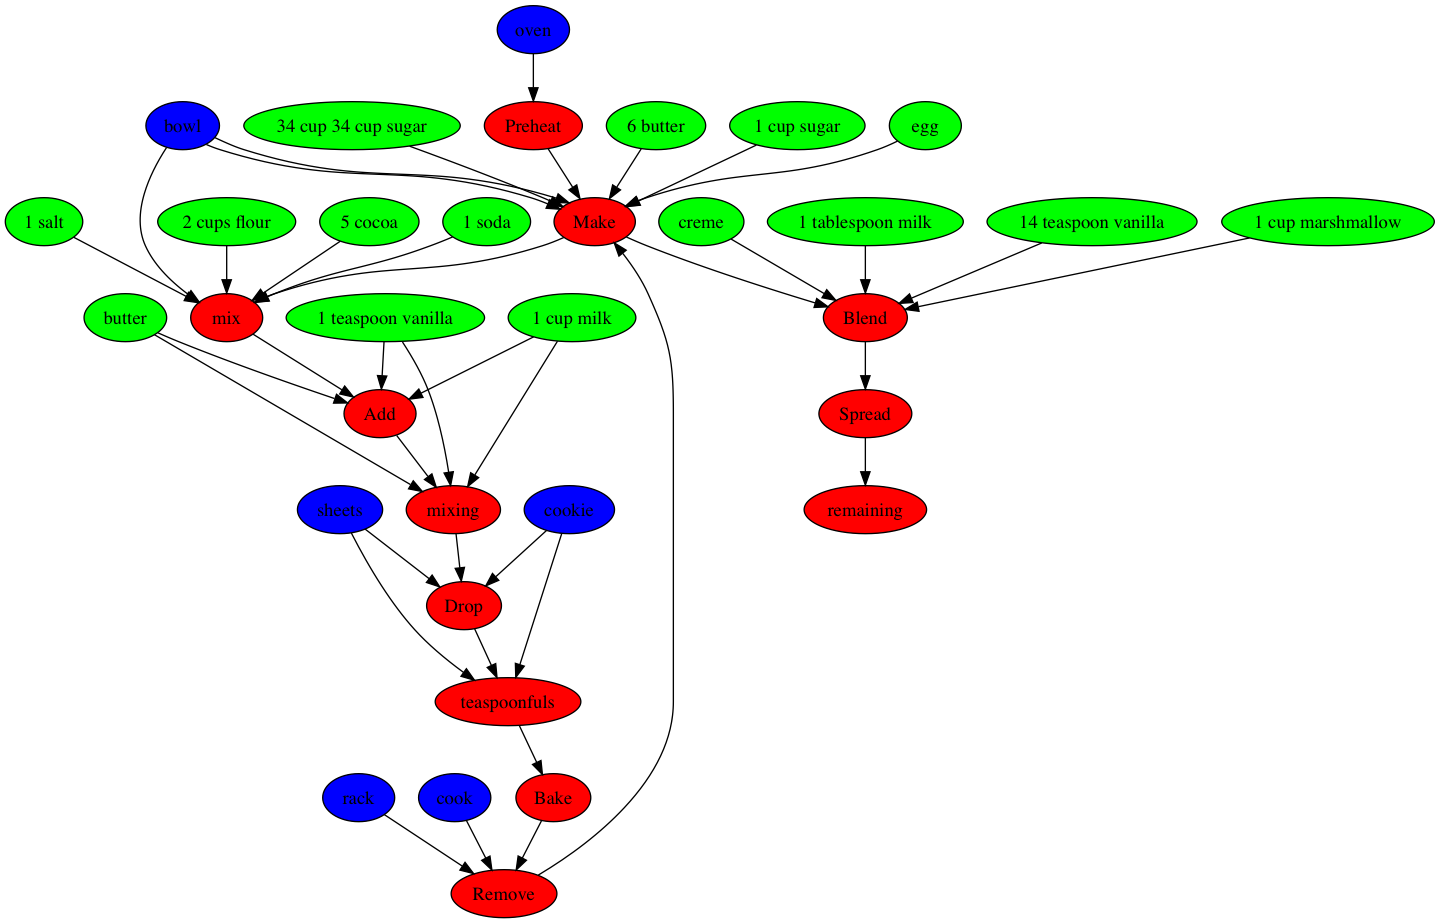 oven
bowl
34 cup 34 cup sugar
Preheat
6 butter
1 cup sugar
egg
1 salt
2 cups flour
5 cocoa
1 soda
Make
creme
1 tablespoon milk
14 teaspoon vanilla
1 cup marshmallow
butter
mix
1 teaspoon vanilla
1 cup milk
Blend
Add
Spread
sheets
mixing
cookie
remaining
Drop
teaspoonfuls
rack
cook
Bake
Remove